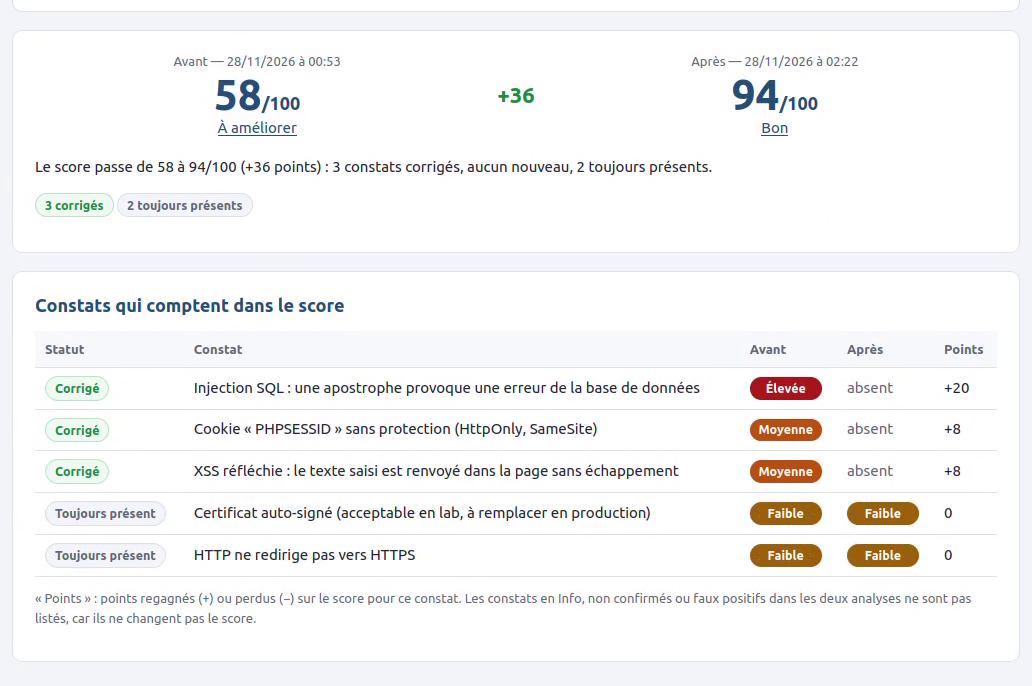 Avant — 28/11/2026 à 00:53
58/100
À améliorer
+36
Après — 28/11/2026 à 02:22
94/100
Bon
Le score passe de 58 à 94/100 (+36 points) : 3 constats corrigés, aucun nouveau, 2 toujours présents.
3 corrigés 2 toujours présents
Constats qui comptent dans le score
Statut Constat Avant Après Points
Corrigé Injection SQL : une apostrophe provoque une erreur de la base de données Élevée absent +20
Corrigé Cookie « PHPSESSID » sans protection (HttpOnly, SameSite) Moyenne absent +8
Corrigé XSS réfléchie : le texte saisi est renvoyé dans la page sans échappement Moyenne absent +8
Toujours présent Certificat auto-signé (acceptable en lab, à remplacer en production) Faible Faible 0
Toujours présent HTTP ne redirige pas vers HTTPS Faible Faible 0
« Points » : points regagnés (+) ou perdus (−) sur le score pour ce constat. Les constats en Info, non confirmés ou faux positifs dans les deux analyses ne sont pas
listés, car ils ne changent pas le score.